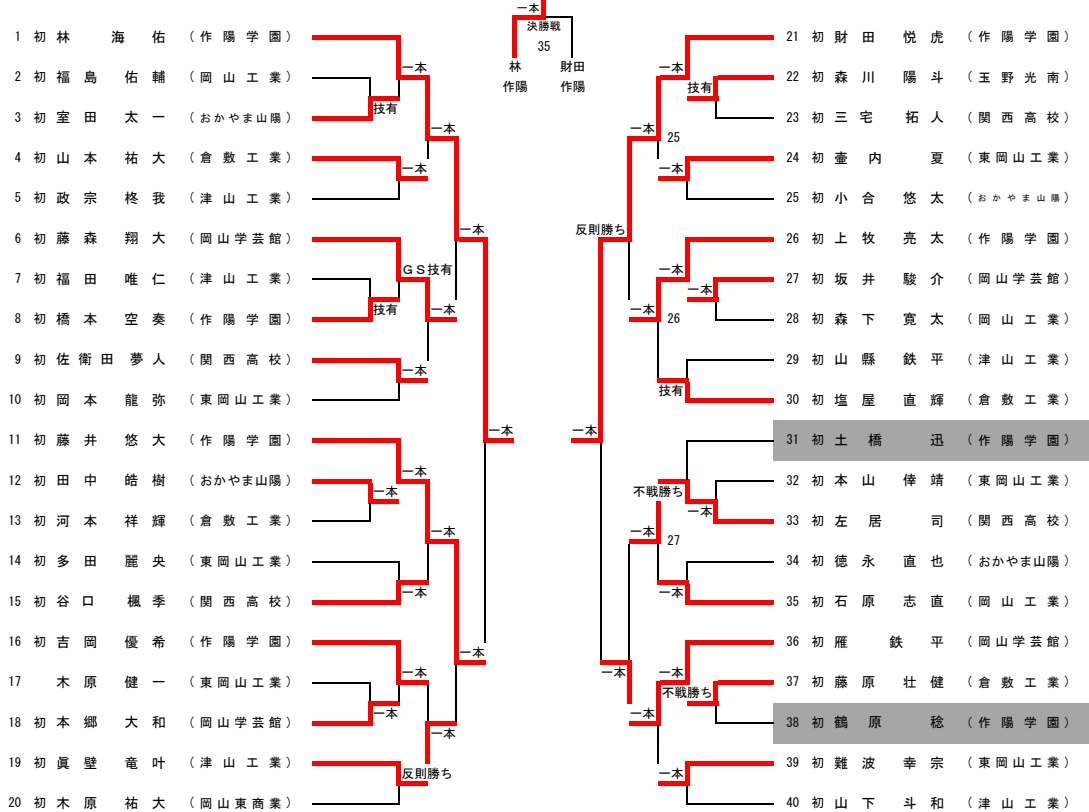 一本
決勝戦
35
林 財田
作陽 作陽
1 初 林 海 佑 (作陽学園)
2 初 福島 佑輔 (岡山工業)
3 初 室田 太一 (おかやま山陽)
4 初 山本 祐大 (倉敷工業)
5 初 政宗 柊我 (津山工業)
6 初 藤森 翔大 (岡山学芸館)
7 初 福田 唯仁 (津山工業)
8 初 橋本 空奏 (作陽学園)
9 初 佐衛田 夢人 (関西高校)
10 初 岡本 龍弥 (東岡山工業)
11 初 藤井 悠大 (作陽学園)
12 初 田中 皓樹 (おかやま山陽)
13 初 河本 祥輝 (倉敷工業)
14 初 多田 麗央 (東岡山工業)
15 初 谷口 楓季 (関西高校)
16 初 吉岡 優希 (作陽学園)
17 木原 健一 (東岡山工業)
18 初 本郷 大和 (岡山学芸館)
19 初 眞壁 竜叶 (津山工業)
20 初 木原 祐大 (岡山東商業)
一本
技有
一本
一本
一本
GS技有
技有
一本
一本
一本
一本
一本
一本
一本
一本
一本
一本
一本
反則勝ち
21 初 財田 悦虎 (作陽学園)
22 初 森川 陽斗 (玉野光南)
23 初 三宅 拓人 (関西高校)
24 初 壷内 夏 (東岡山工業)
25 初 小合 悠太 (おかやま山陽)
26 初 上牧 亮太 (作陽学園)
27 初 坂井 駿介 (岡山学芸館)
28 初 森下 寛太 (岡山工業)
29 初 山縣 鉄平 (津山工業)
30 初 塩屋 直輝 (倉敷工業)
31 初 土橋 迅 (作陽学園)
32 初 本山 倖靖 (東岡山工業)
33 初 左居 司 (関西高校)
34 初 徳永 直也 (おかやま山陽)
35 初 石原 志直 (岡山工業)
36 初 雁 鉄平 (岡山学芸館)
37 初 藤原 壮健 (倉敷工業)
38 初 鶴原 稔 (作陽学園)
39 初 難波 幸宗 (東岡山工業)
40 初 山下 斗和 (津山工業)
一本
技有
一本 25
一本
反則勝ち
一本
一本
一本 26
技有
一本
不戦勝ち
一本
一本 27
一本
一本
一本
不戦勝ち
一本
一本